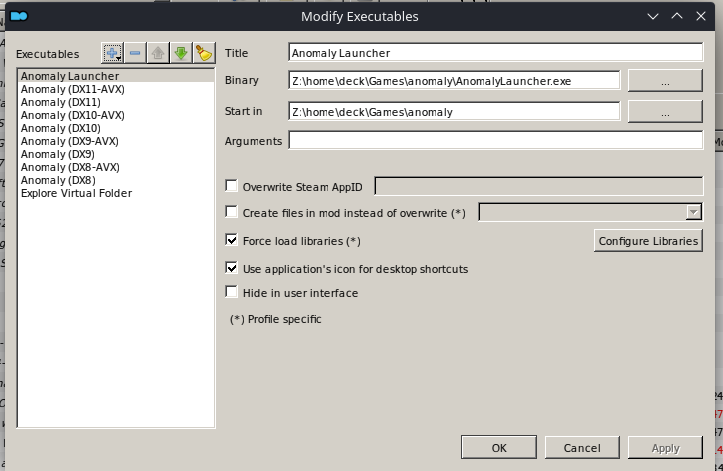 Modify Executables
Executables
Anomaly Launcher
Anomaly (DX11-AVX)
Anomaly (DX11)
Anomaly (DX10-AVX)
Anomaly (DX10)
Anomaly (DX9-AVX)
Anomaly (DX9)
Anomaly (DX8-AVX)
Anomaly (DX8)
Explore Virtual Folder
Title
Anomaly Launcher
Binary
Z:\home\deck\Games\anomaly\AnomalyLauncher.exe
...
Start in
Z:\home\deck\Games\anomaly
...
Arguments
Overwrite Steam AppID
Create files in mod instead of overwrite (*)
Force load libraries (*)
Configure Libraries
Use application's icon for desktop shortcuts
Hide in user interface
(*) Profile specific
OK
Cancel
Apply